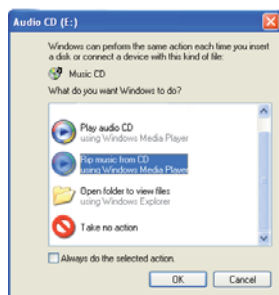 Audio CD (E:)
Windows can perform the same action each time you insert
a disk or connect a device with this kind of file:
Music CD
What do you want Windows to do?
Play audio CD
using Windows Media Player
Rip music from CD
using Windows Media Player
Open folder to view files
using Windows Explorer
Take no action
Always do the selected action.
OK
Cancel